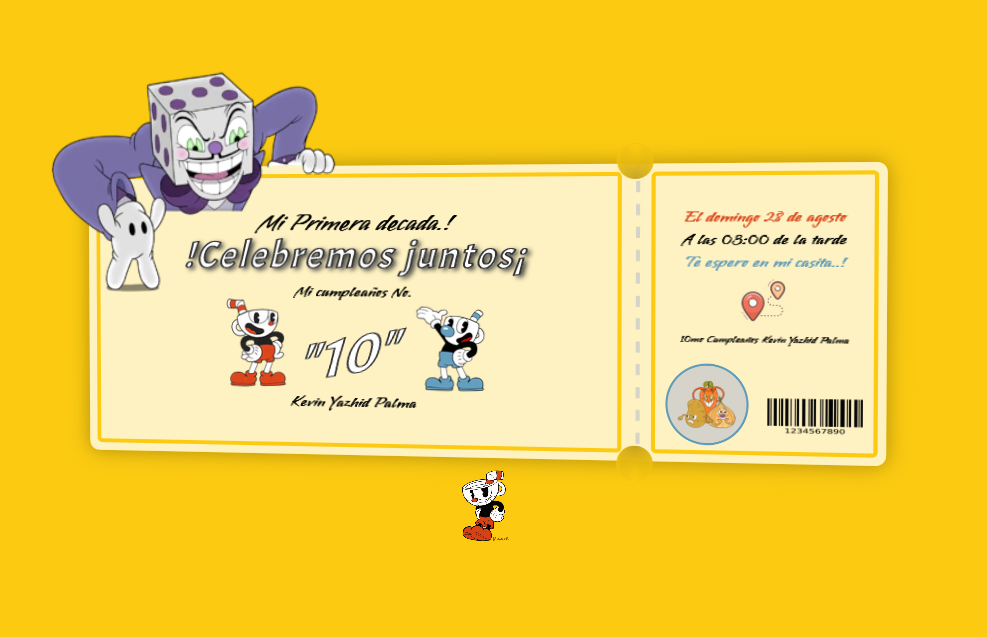 Mi Primera decada.!
!Celebremos juntos¡
Mi cumpleaños No.
"10"
Kevin Yazhid Palma
El domingo 28 de agosto
A las 03:00 de la tarde
Te espero en mi casita..!
10mo Cumpleaños Kevin Yazhid Palma
1234567890